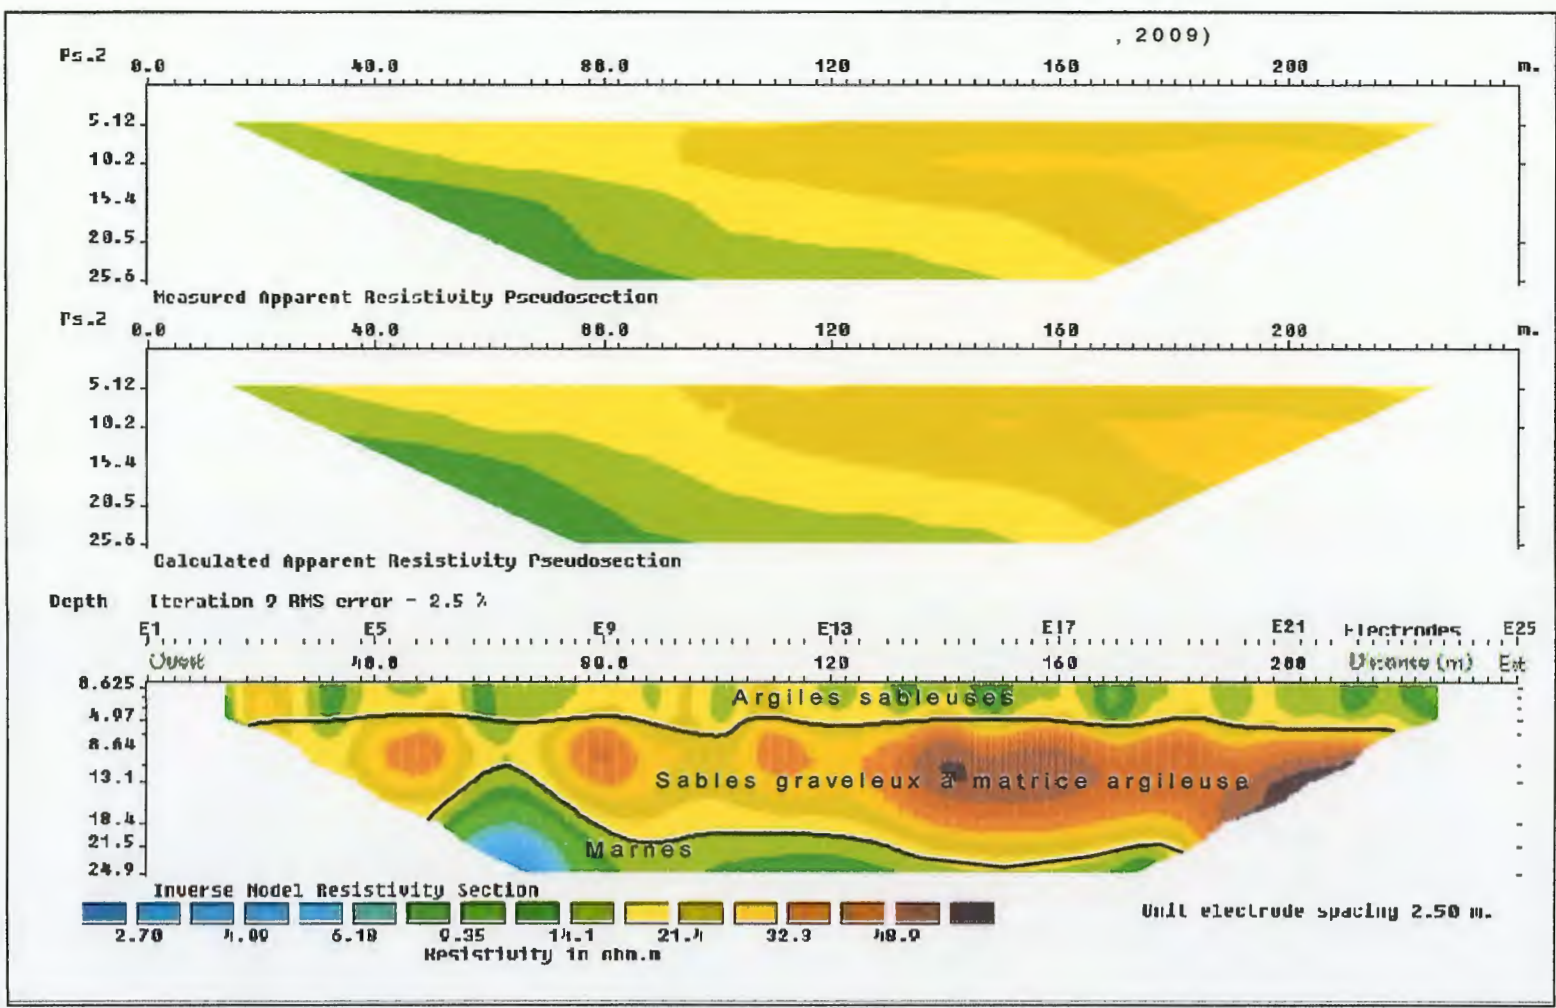 , 2009)
Ps.2 0.0 40.0 80.0 120 160 200 m.
5.12
10.2
15.4
20.5
25.6
Measured Apparent Resistivity Pseudosection
Ps.2 0.0 40.0 80.0 120 160 200 m.
5.12
10.2
15.4
20.5
25.6
Calculated Apparent Resistivity Pseudosection
Depth Iteration 9 RMS error - 2.5 %
E1 E5 E9 E13 E17 E21 Electrodes E25
Ouest 40.0 80.0 120 160 200 Distance (m) Est
0.625
4.97
8.64
13.1
18.4
21.5
24.9
Argiles sableuses
Sables graveleux à matrice argileuse
Marnes
Inverse Model Resistivity Section
2.70 4.09 6.18 9.35 14.1 21.4 32.3 48.9
Resistivity in ohm.m
Unit electrode spacing 2.50 m.